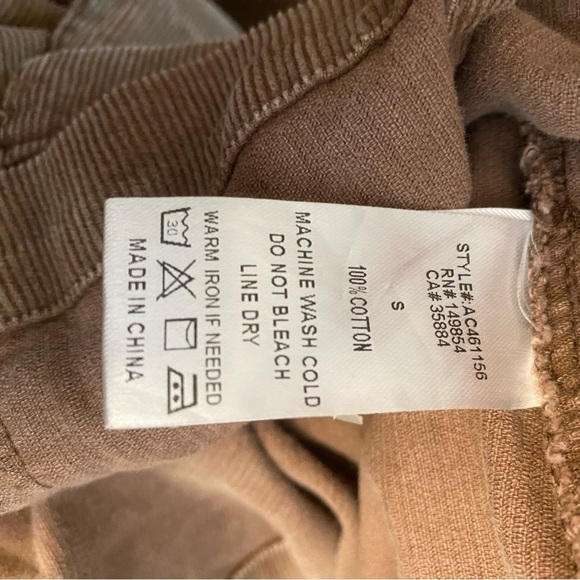 STYLE#:AC461156
RN# 149854
CA# 35884
S
100% COTTON
MACHINE WASH COLD
DO NOT BLEACH
LINE DRY
WARM IRON IF NEEDED
30
MADE IN CHINA